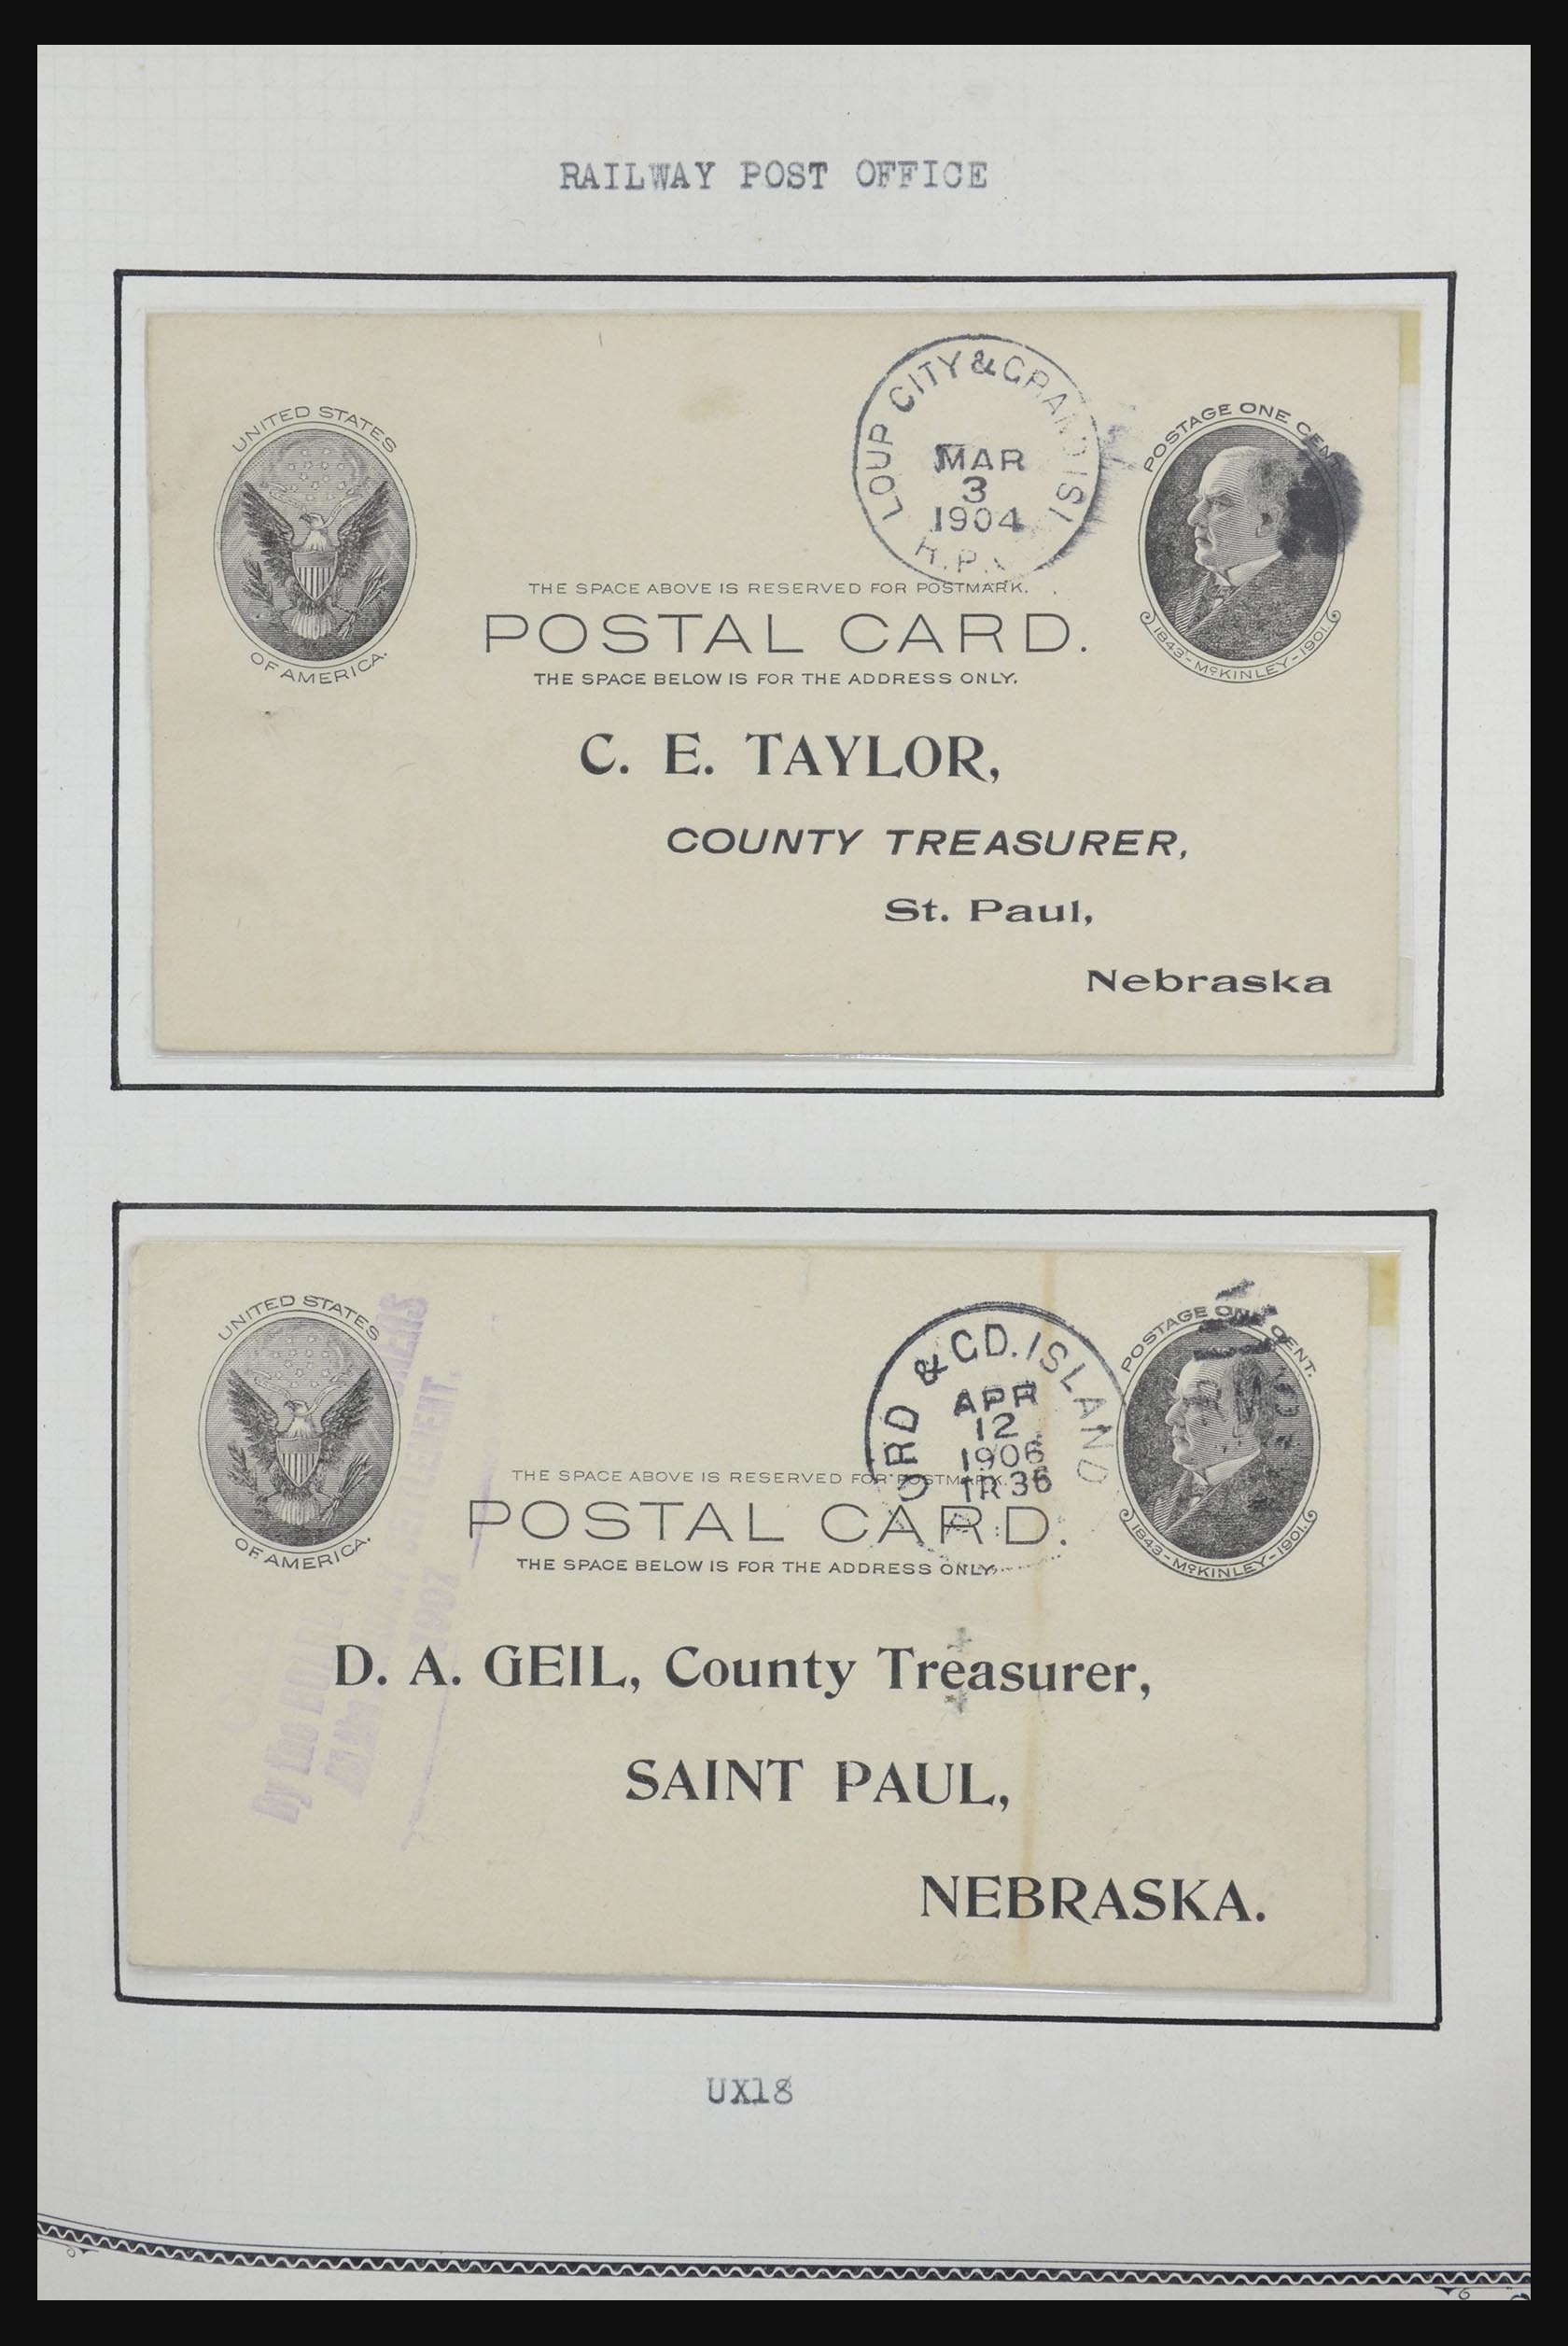 RAILWAY POST OFFICE
UNITED STATES
OF AMERICA.
LOUP CITY & GRAND ISL
MAR
3
1904
R.P.
POSTAGE ONE CENT
1843-McKINLEY-1901.
THE SPACE ABOVE IS RESERVED FOR POSTMARK.
POSTAL CARD.
THE SPACE BELOW IS FOR THE ADDRESS ONLY.
C. E. TAYLOR,
COUNTY TREASURER,
St. Paul,
Nebraska
UNITED STATES
OF AMERICA.
ORD & GD. ISLAND
APR
12
1906
TR 36
POSTAGE ONE CENT.
1843-McKINLEY-1901.
THE SPACE ABOVE IS RESERVED FOR POSTMARK.
POSTAL CARD.
THE SPACE BELOW IS FOR THE ADDRESS ONLY.
By the
1907
D. A. GEIL, County Treasurer,
SAINT PAUL,
NEBRASKA.
UX18